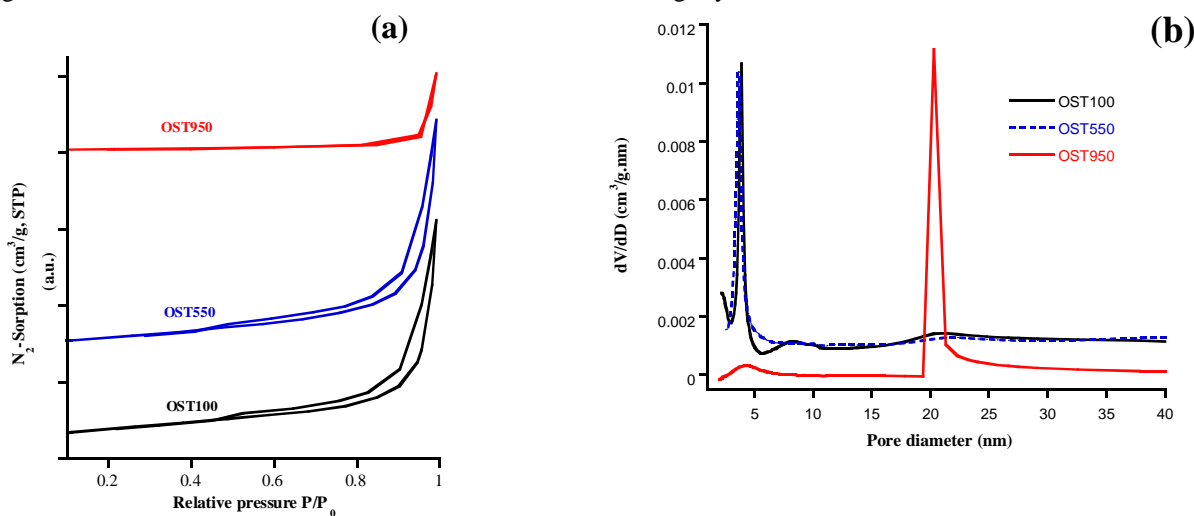 (a)
OST950
OST550
OST100
N2-Sorption (cm3/g, STP)
(a.u.)
0.2
0.4
0.6
0.8
1
Relative pressure P/P0
(b)
0.012
0.01
0.008
0.006
0.004
0.002
0
dV/dD (cm3/g.nm)
OST100
OST550
OST950
5
10
15
20
25
30
35
40
Pore diameter (nm)